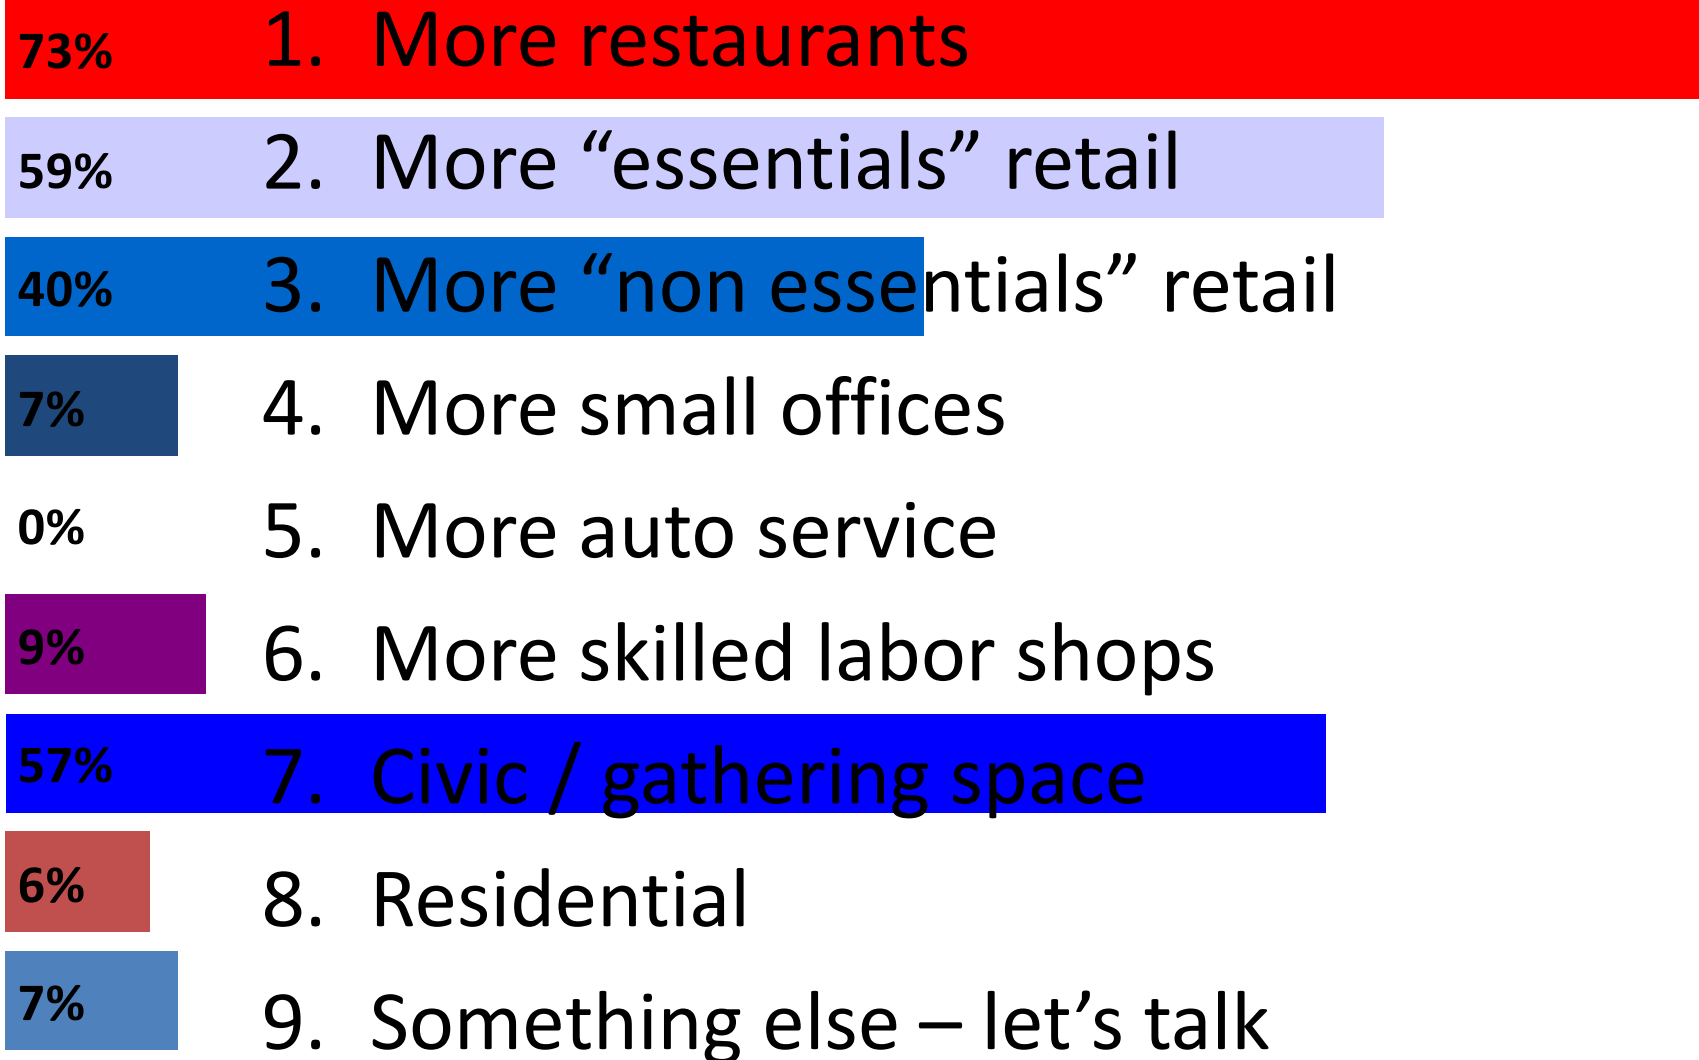 73% 1. More restaurants
59% 2. More “essentials” retail
40% 3. More “non essentials” retail
7% 4. More small offices
0% 5. More auto service
9% 6. More skilled labor shops
57% 7. Civic / gathering space
6% 8. Residential
7% 9. Something else – let’s talk